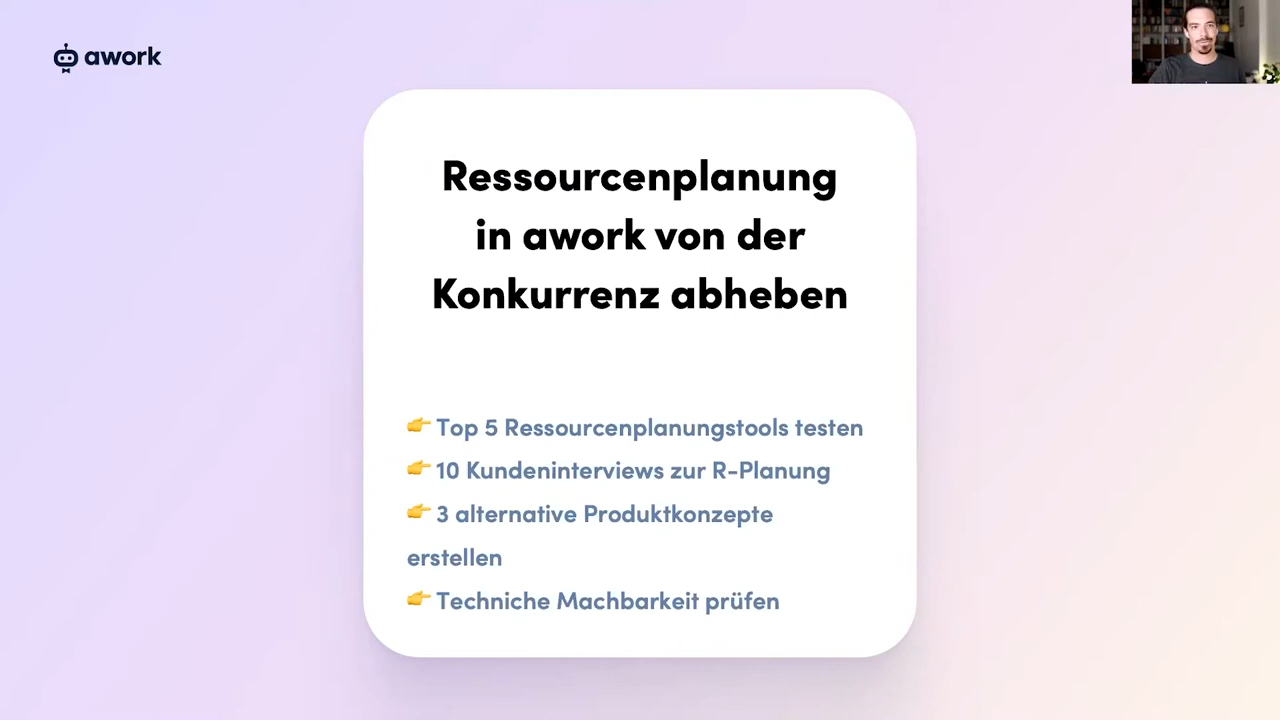 awork
Ressourcenplanung
in awork von der
Konkurrenz abheben
👉 Top 5 Ressourcenplanungstools testen
👉 10 Kundeninterviews zur R-Planung
👉 3 alternative Produktkonzepte
erstellen
👉 Techniche Machbarkeit prüfen